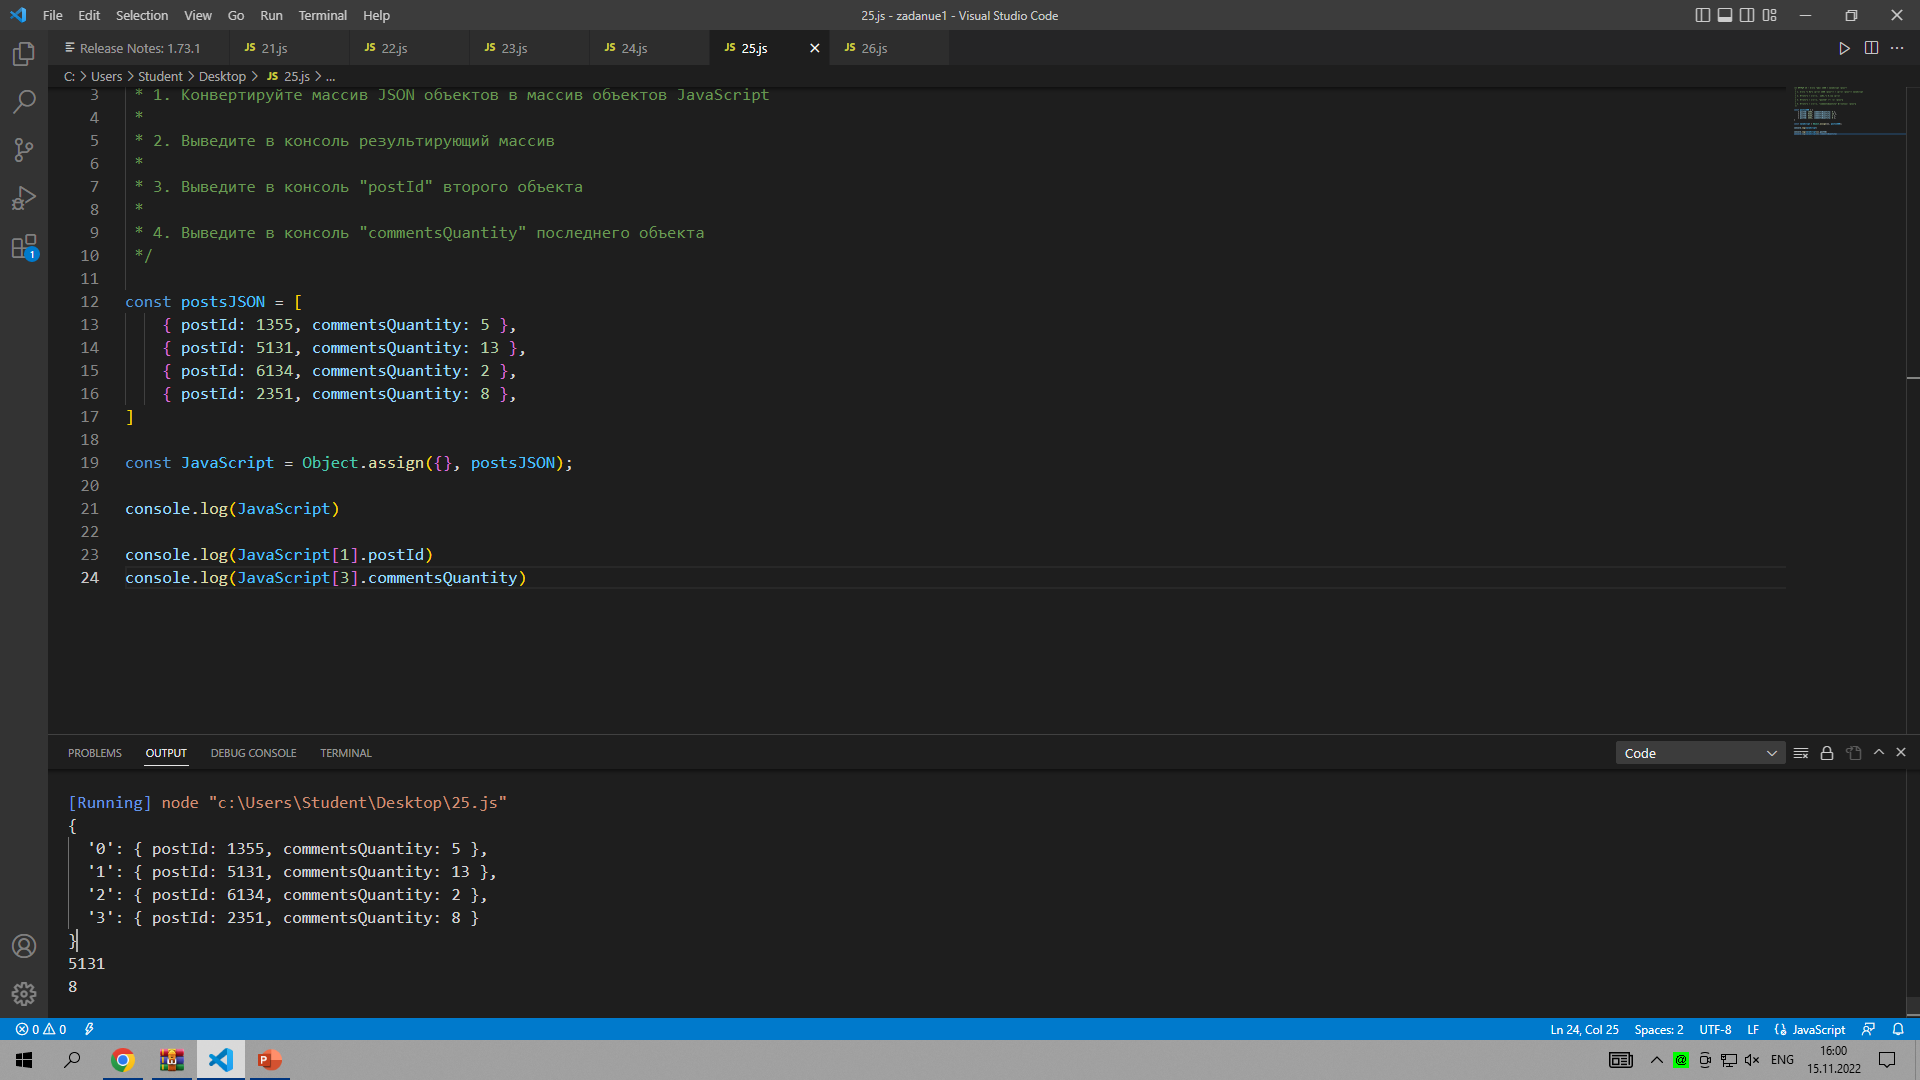 File Edit Selection View Go Run Terminal Help
25.js - zadanue1 - Visual Studio Code
Release Notes: 1.73.1
JS 21.js
JS 22.js
JS 23.js
JS 24.js
JS 25.js
JS 26.js
C: > Users > Student > Desktop > JS 25.js > ...
3 * 1. Конвертируйте массив JSON объектов в массив объектов JavaScript
4 *
5 * 2. Выведите в консоль результирующий массив
6 *
7 * 3. Выведите в консоль "postId" второго объекта
8 *
9 * 4. Выведите в консоль "commentsQuantity" последнего объекта
10 */
11
12 const postsJSON = [
13 { postId: 1355, commentsQuantity: 5 },
14 { postId: 5131, commentsQuantity: 13 },
15 { postId: 6134, commentsQuantity: 2 },
16 { postId: 2351, commentsQuantity: 8 },
17 ]
18
19 const JavaScript = Object.assign({}, postsJSON);
20
21 console.log(JavaScript)
22
23 console.log(JavaScript[1].postId)
24 console.log(JavaScript[3].commentsQuantity)
PROBLEMS OUTPUT DEBUG CONSOLE TERMINAL
Code
[Running] node "c:\Users\Student\Desktop\25.js"
{
'0': { postId: 1355, commentsQuantity: 5 },
'1': { postId: 5131, commentsQuantity: 13 },
'2': { postId: 6134, commentsQuantity: 2 },
'3': { postId: 2351, commentsQuantity: 8 }
}
5131
8
1
0 0
Ln 24, Col 25 Spaces: 2 UTF-8 LF JavaScript
ENG
16:00
15.11.2022